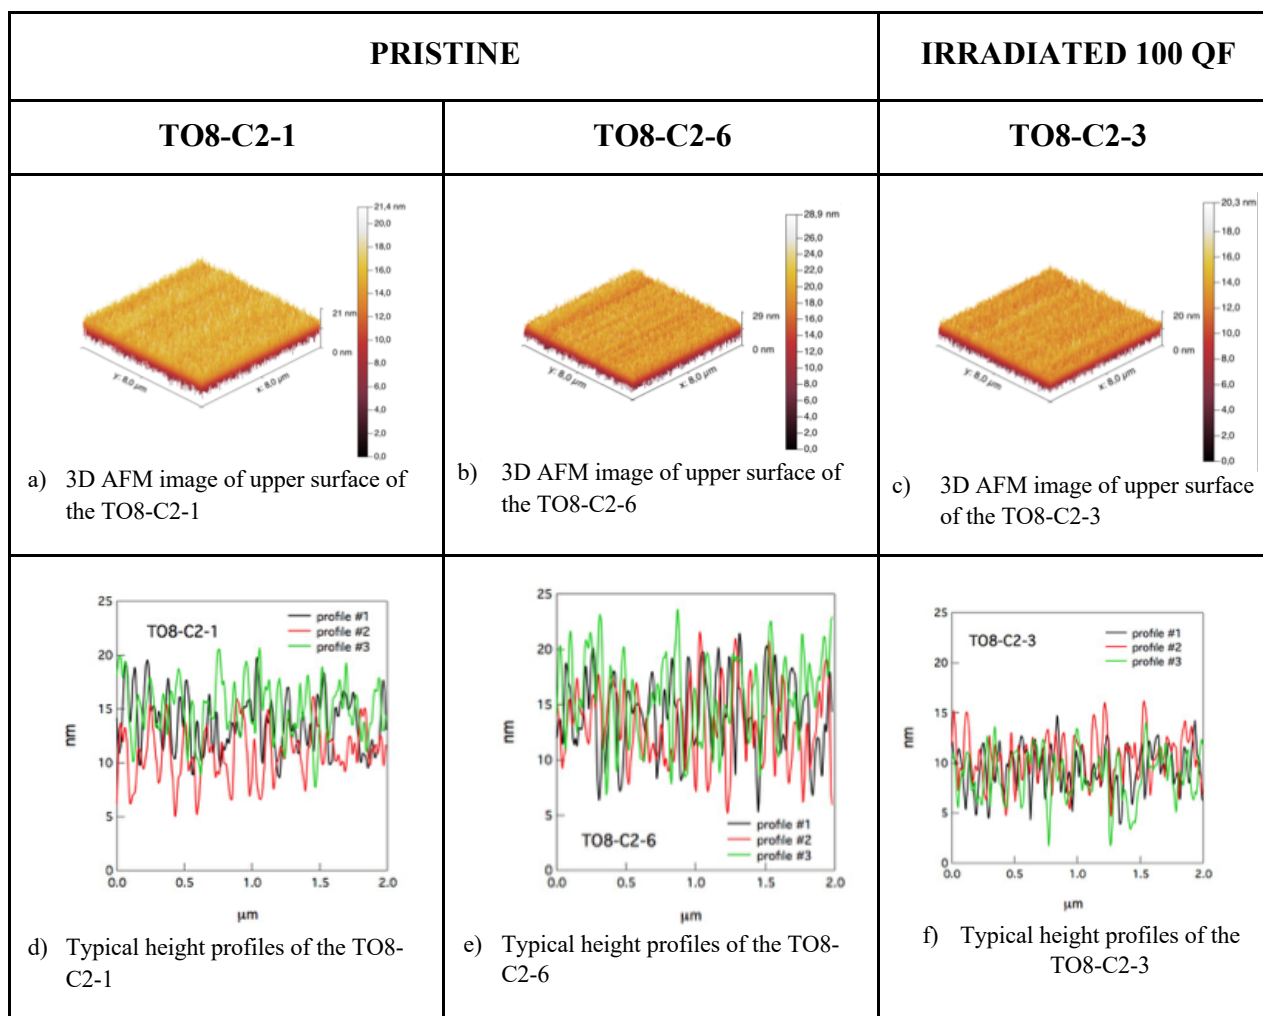 PRISTINE
IRRADIATED 100 QF
TO8-C2-1
TO8-C2-6
TO8-C2-3
21,4 nm
20,0
18,0
16,0
14,0
12,0
10,0
8,0
6,0
4,0
2,0
0,0
21 nm
0 nm
y: 8,0 µm
x: 8,0 µm
a) 3D AFM image of upper surface of
the TO8-C2-1
28,9 nm
26,0
24,0
22,0
20,0
18,0
16,0
14,0
12,0
10,0
8,0
6,0
4,0
2,0
0,0
29 nm
0 nm
y: 8,0 µm
x: 8,0 µm
b) 3D AFM image of upper surface of
the TO8-C2-6
20,3 nm
18,0
16,0
14,0
12,0
10,0
8,0
6,0
4,0
2,0
0,0
20 nm
0 nm
y: 8,0 µm
x: 8,0 µm
c) 3D AFM image of upper surface
of the TO8-C2-3
25
20
15
10
5
0
nm
TO8-C2-1
profile #1
profile #2
profile #3
0.0 0.5 1.0 1.5 2.0
µm
d) Typical height profiles of the TO8-
C2-1
25
20
15
10
5
0
nm
TO8-C2-6
profile #1
profile #2
profile #3
0.0 0.5 1.0 1.5 2.0
µm
e) Typical height profiles of the TO8-
C2-6
25
20
15
10
5
0
nm
TO8-C2-3
profile #1
profile #2
profile #3
0.0 0.5 1.0 1.5 2.0
µm
f) Typical height profiles of the
TO8-C2-3